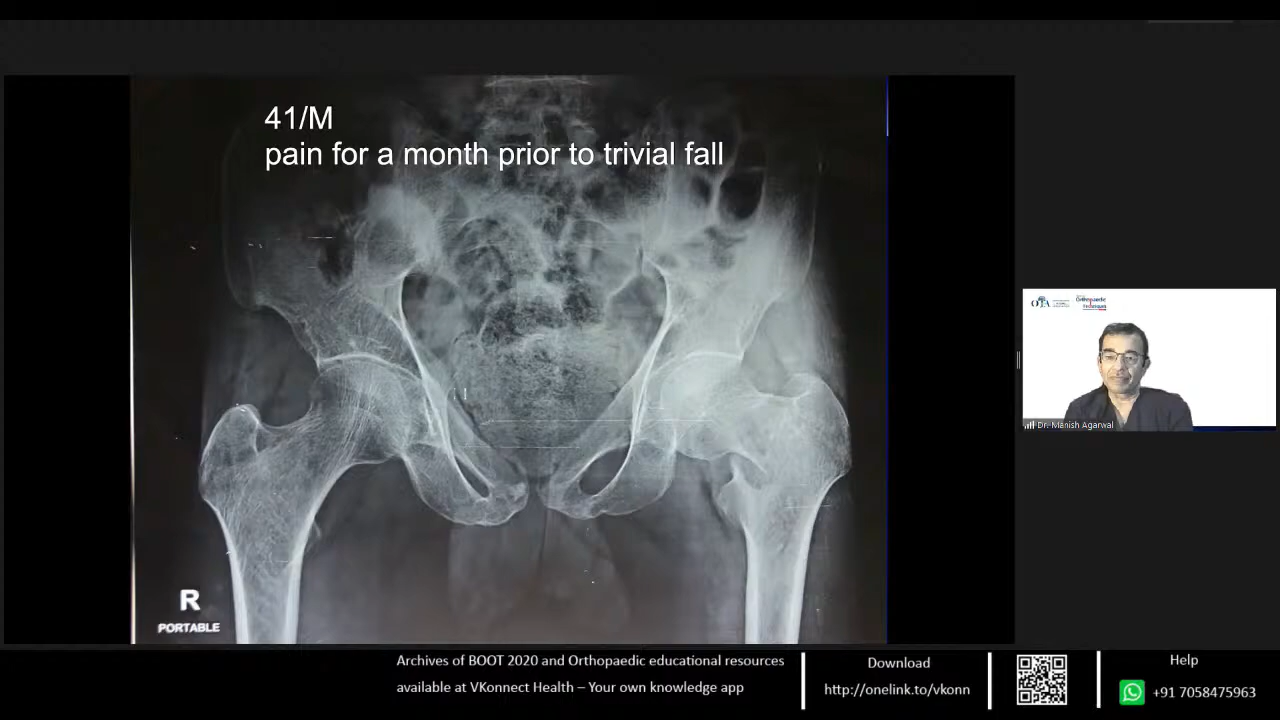 41/M
pain for a month prior to trivial fall
R
PORTABLE
Orthopaedic
Dr. Manish Agarwal
Archives of BOOT 2020 and Orthopaedic educational resources
available at VKonnect Health – Your own knowledge app
Download
http://onelink.to/vkonn
Help
+91 7058475963